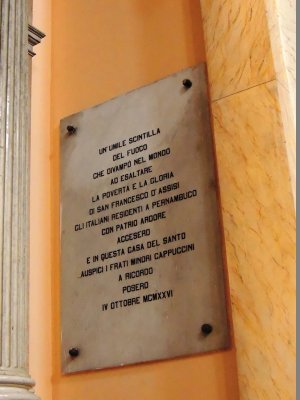 UN'UMILE SCINTILLA
DEL FUOCO
CHE DIVAMPO NEL MONDO
AD ESALTARE
LA POVERTÀ E LA GLORIA
DI SAN FRANCESCO D'ASSISI
GLI ITALIANI RESIDENTI A PERNAMBUCO
CON PATRIO ARDORE
ACCESERO
E IN QUESTA CASA DEL SANTO
AUSPICI I FRATI MINORI CAPPUCCINI
A RICORDO
POSERO
IV OTTOBRE MCMXXVI